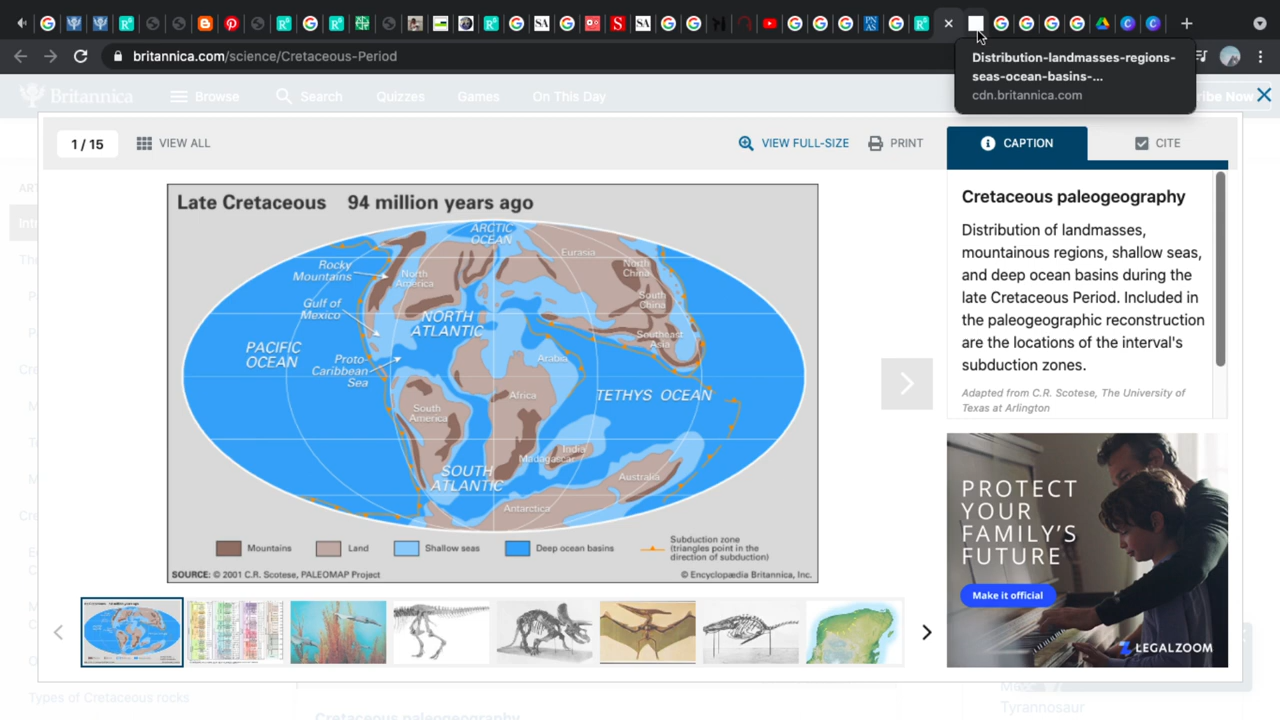 britannica.com/science/Cretaceous-Period
Distribution-landmasses-regions-
seas-ocean-basins-...
cdn.britannica.com
Britannica
Browse
Search
Quizzes
Games
On This Day
1 / 15
VIEW ALL
VIEW FULL-SIZE
PRINT
CAPTION
CITE
Late Cretaceous 94 million years ago
ARCTIC
OCEAN
Eurasia
Rocky
Mountains
North
America
North
China
South
China
Gulf of
Mexico
NORTH
ATLANTIC
Southeast
Asia
PACIFIC
OCEAN
Proto-
Caribbean
Sea
Arabia
TETHYS OCEAN
Africa
South
America
India
Madagascar
SOUTH
ATLANTIC
Australia
Antarctica
Mountains
Land
Shallow seas
Deep ocean basins
Subduction zone
(triangles point in the
direction of subduction)
SOURCE: © 2001 C.R. Scotese, PALEOMAP Project
© Encyclopædia Britannica, Inc.
Cretaceous paleogeography
Distribution of landmasses,
mountainous regions, shallow seas,
and deep ocean basins during the
late Cretaceous Period. Included in
the paleogeographic reconstruction
are the locations of the interval's
subduction zones.
Adapted from C.R. Scotese, The University of
Texas at Arlington
PROTECT
YOUR
FAMILY'S
FUTURE
Make it official
LEGALZOOM
Types of Cretaceous rocks
Cretaceous paleogeography
Tyrannosaur